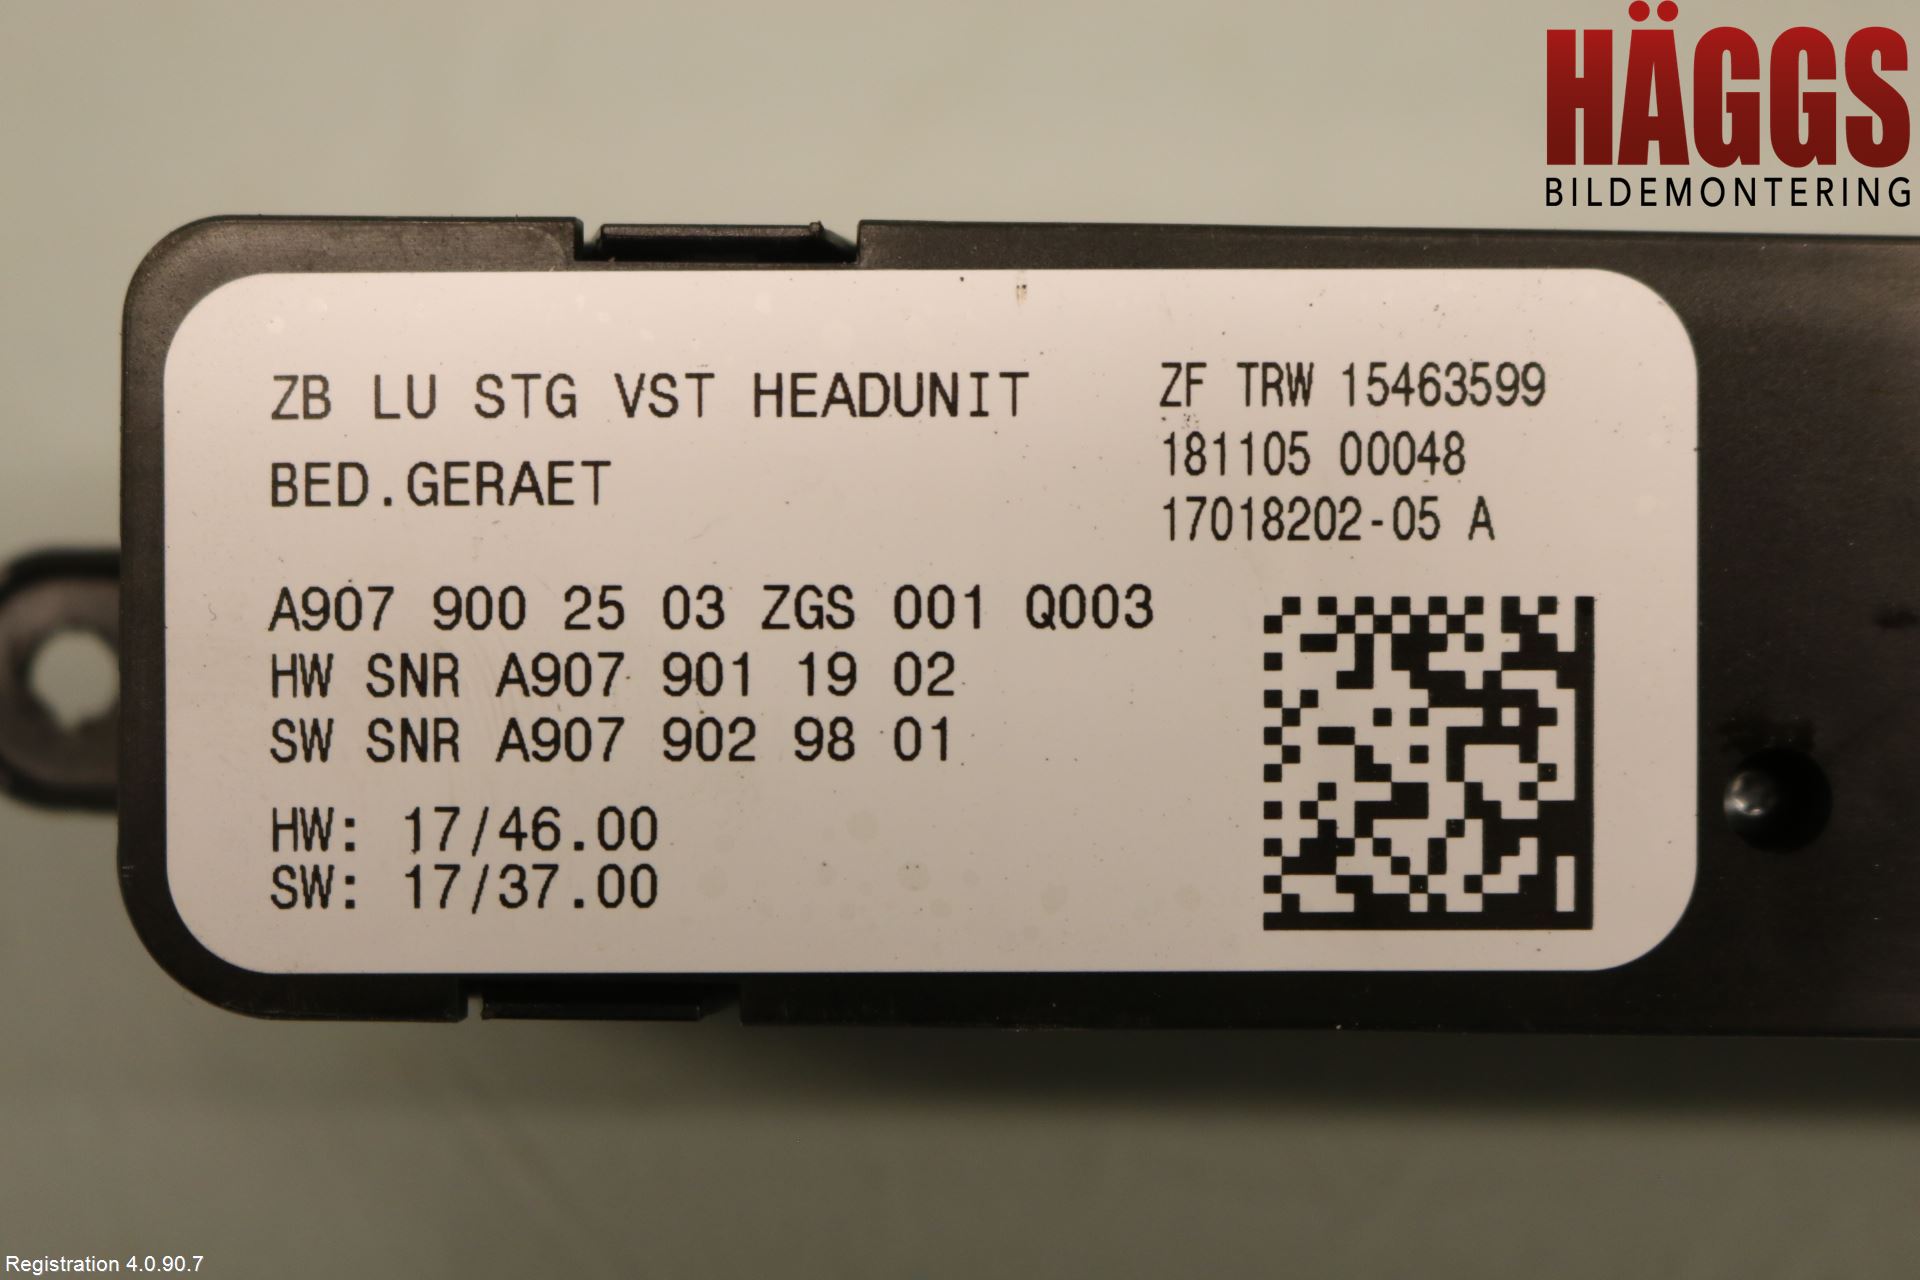 HÄGGS
BILDEMONTERING
ZB LU STG VST HEADUNIT
BED.GERAET
ZF TRW 15463599
181105 00048
17018202-05 A
A907 900 25 03 ZGS 001 Q003
HW SNR A907 901 19 02
SW SNR A907 902 98 01
HW: 17/46.00
SW: 17/37.00
Registration 4.0.90.7